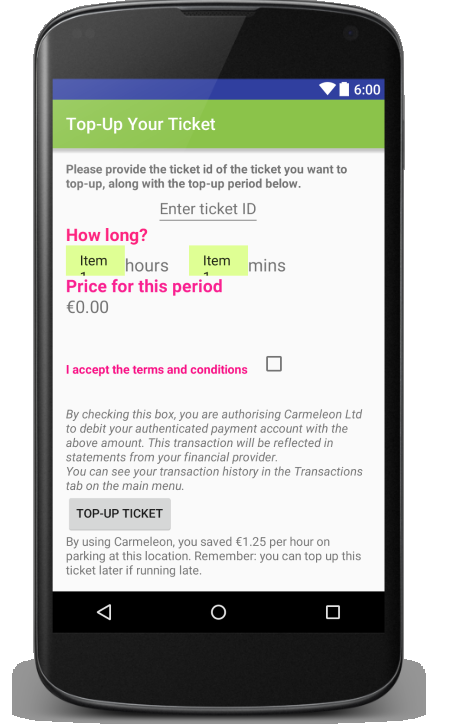 6:00
Top-Up Your Ticket
Please provide the ticket id of the ticket you want to
top-up, along with the top-up period below.
Enter ticket ID
How long?
Item 1 hours Item 1 mins
Price for this period
€0.00
I accept the terms and conditions
By checking this box, you are authorising Carmeleon Ltd
to debit your authenticated payment account with the
above amount. This transaction will be reflected in
statements from your financial provider.
You can see your transaction history in the Transactions
tab on the main menu.
TOP-UP TICKET
By using Carmeleon, you saved €1.25 per hour on
parking at this location. Remember: you can top up this
ticket later if running late.